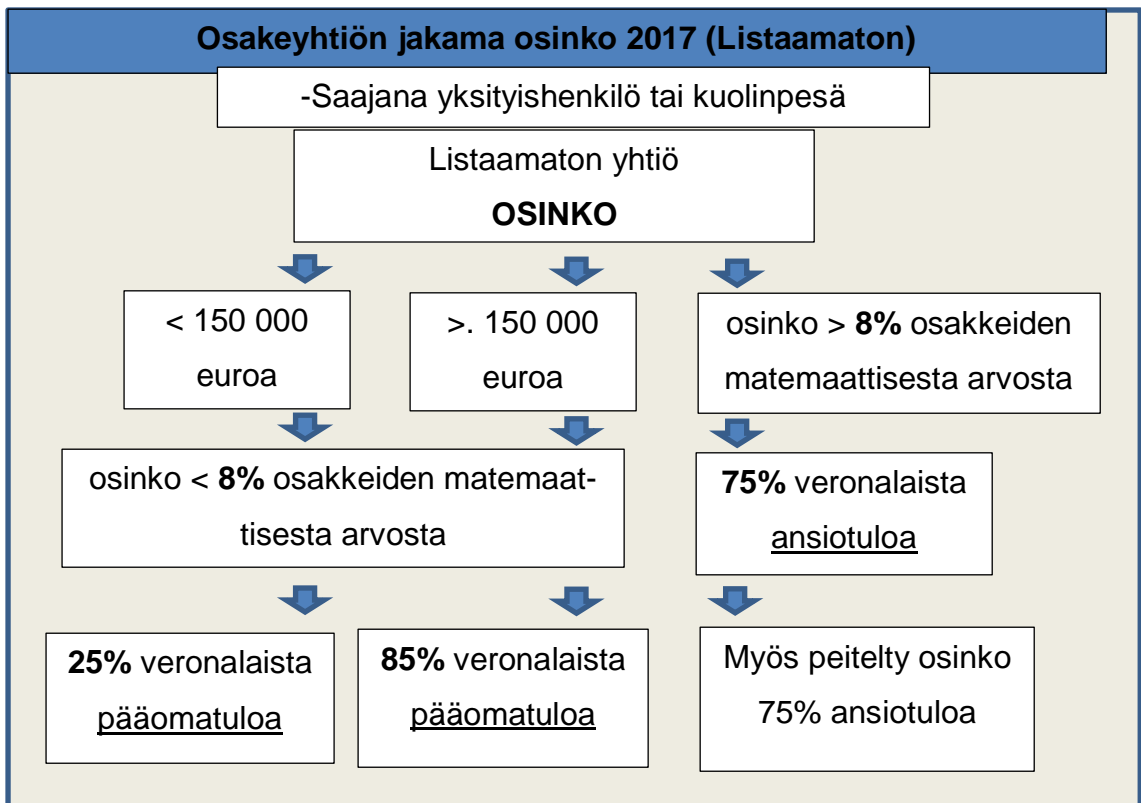 Osakeyhtiön jakama osinko 2017 (Listaamaton)
-Saajana yksityishenkilö tai kuolinpesä
Listaamaton yhtiö
OSINKO
< 150 000
euroa
>. 150 000
euroa
osinko > 8% osakkeiden
matemaattisesta arvosta
osinko < 8% osakkeiden matemaat-
tisesta arvosta
75% veronalaista
ansiotuloa
25% veronalaista
pääomatuloa
85% veronalaista
pääomatuloa
Myös peitelty osinko
75% ansiotuloa